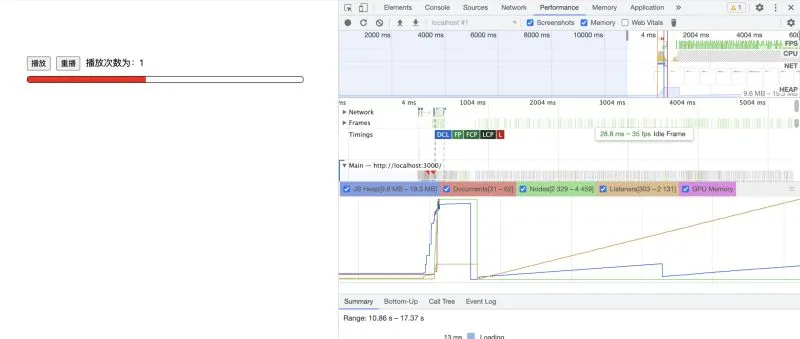 播放 重播 播放次数为：1
Elements Console Sources Network Performance Memory Application » 1
localhost #1 Screenshots Memory Web Vitals
2000 ms 4000 ms 6000 ms 8000 ms 10000 ms 4 ms 2004 ms 4004 ms 600
FPS
CPU
NET
HEAP
9.6 MB – 19.3 MB
ms 4 ms 1004 ms 2004 ms 3004 ms 4004 ms 5004 ms
Network
Frames
Timings DCL FP FCP LCP L
28.8 ms ~ 35 fps Idle Frame
Main — http://localhost:3000/
JS Heap[9.6 MB – 19.3 MB] Documents[31 – 62] Nodes[2 329 – 4 459] Listeners[303 – 2 131] GPU Memory
Summary Bottom-Up Call Tree Event Log
Range: 10.86 s – 17.37 s
13 ms Loading